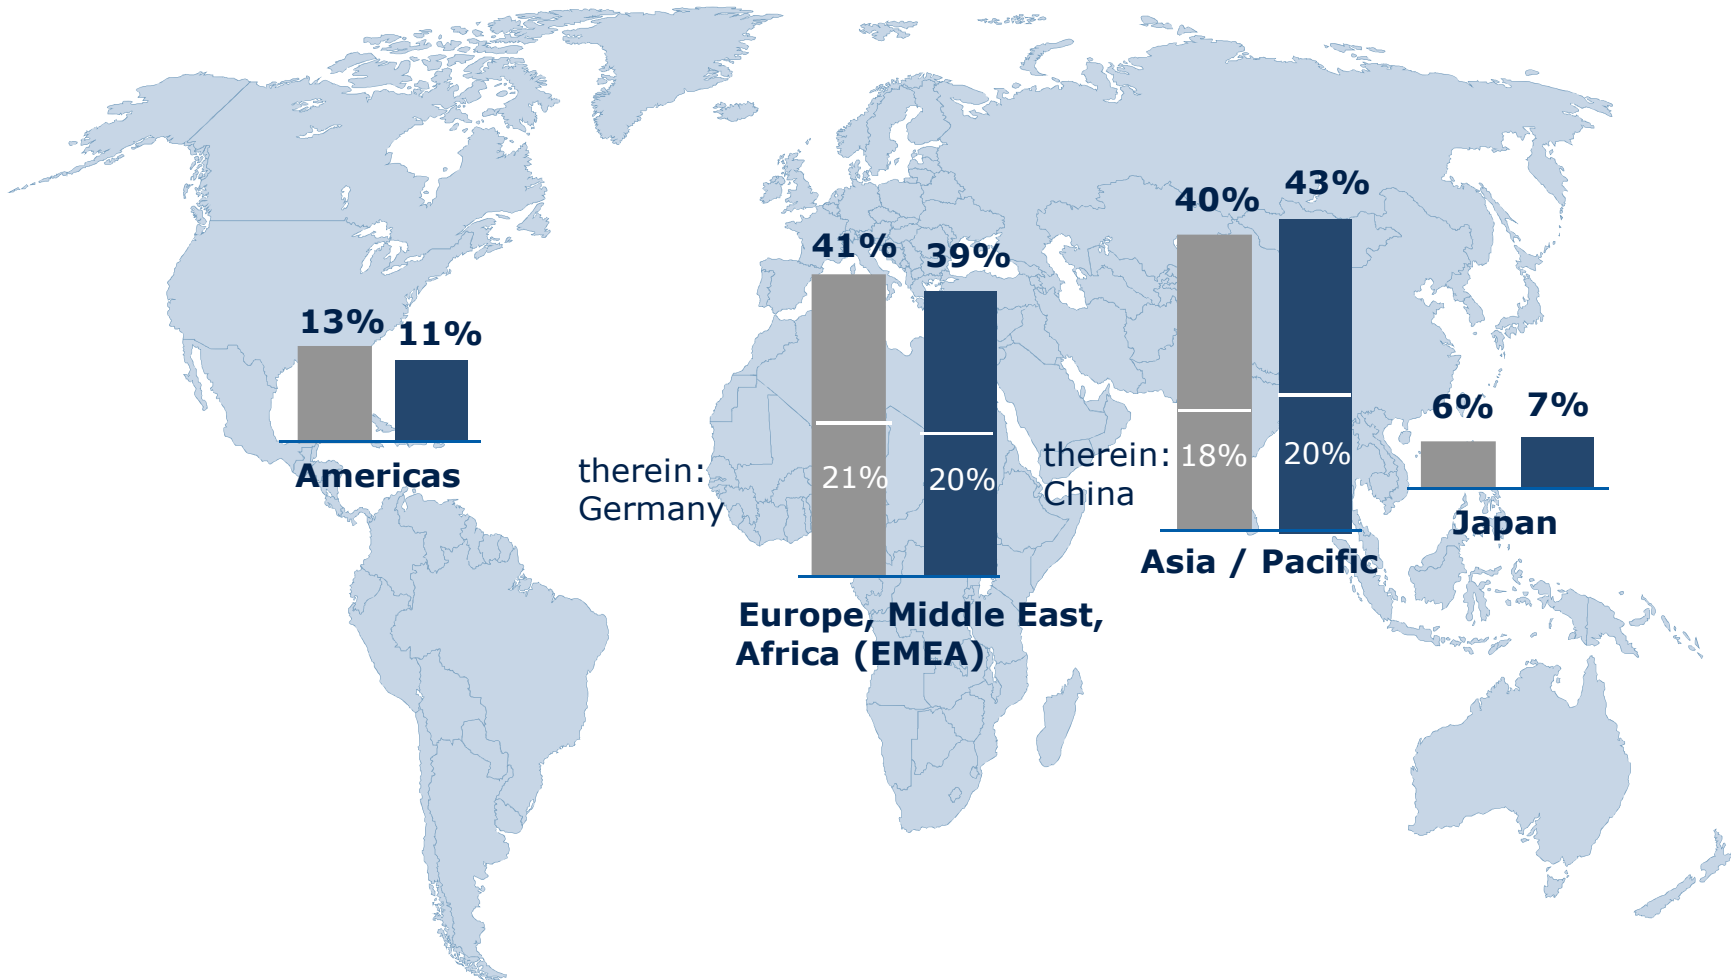 13%
11%
Americas
41%
39%
therein:
Germany
21%
20%
Europe, Middle East,
Africa (EMEA)
40%
43%
therein:
China
18%
20%
Asia / Pacific
6%
7%
Japan